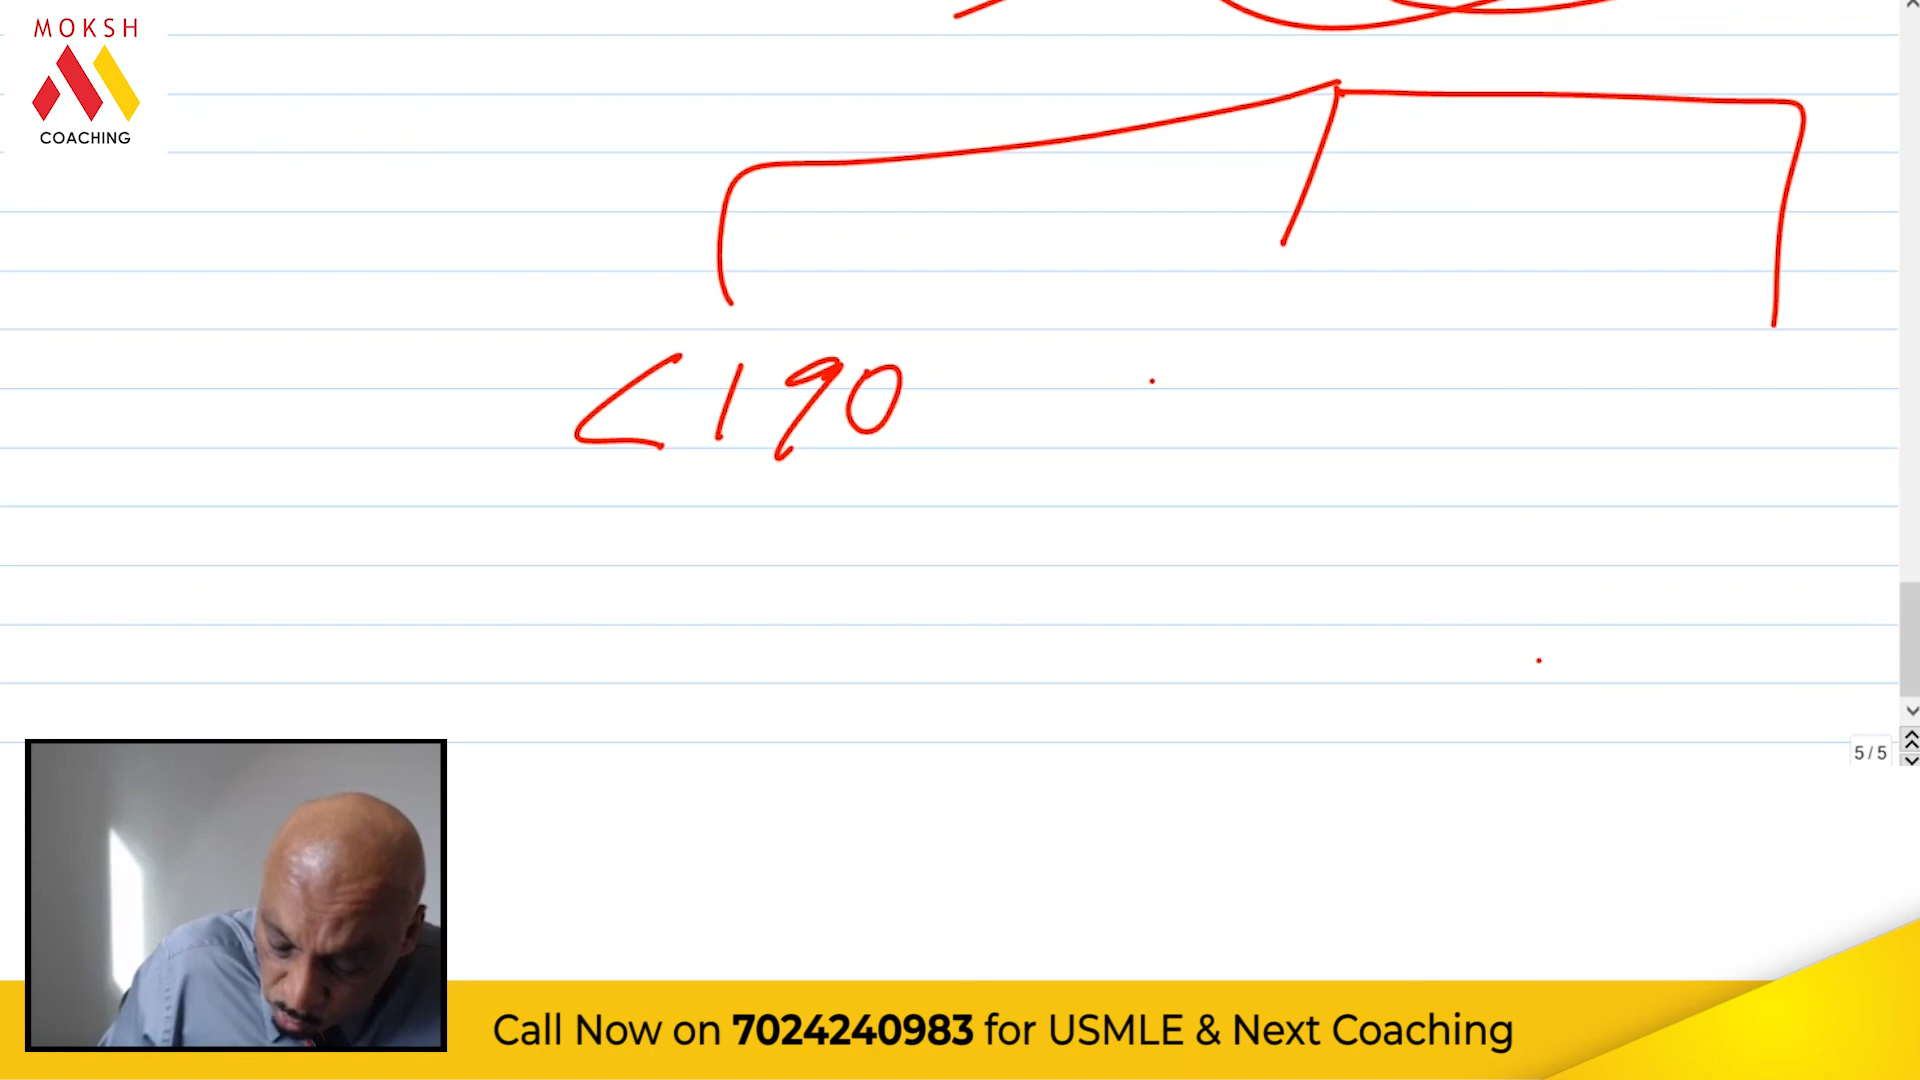 MOKSH
COACHING
<190
5/5
Call Now on 7024240983 for USMLE & Next Coaching